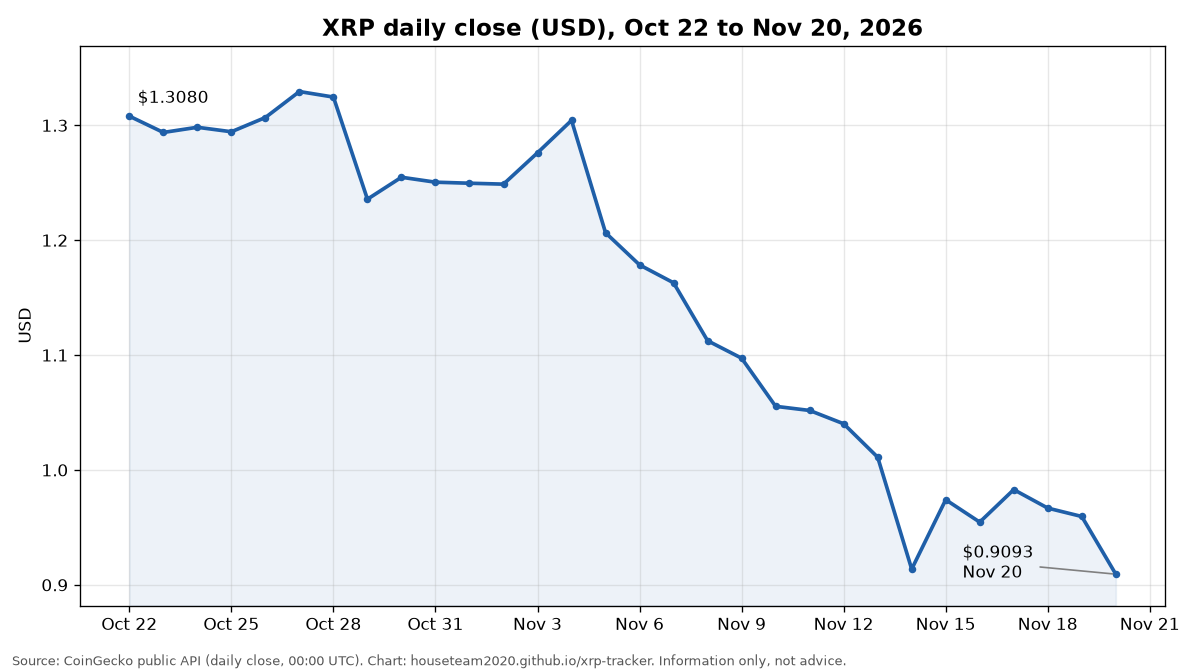 XRP daily close (USD), Oct 22 to Nov 20, 2026
$1.3080
1.3
1.2
1.1
1.0
0.9
USD
$0.9093
Nov 20
Oct 22 Oct 25 Oct 28 Oct 31 Nov 3 Nov 6 Nov 9 Nov 12 Nov 15 Nov 18 Nov 21
Source: CoinGecko public API (daily close, 00:00 UTC). Chart: houseteam2020.github.io/xrp-tracker. Information only, not advice.